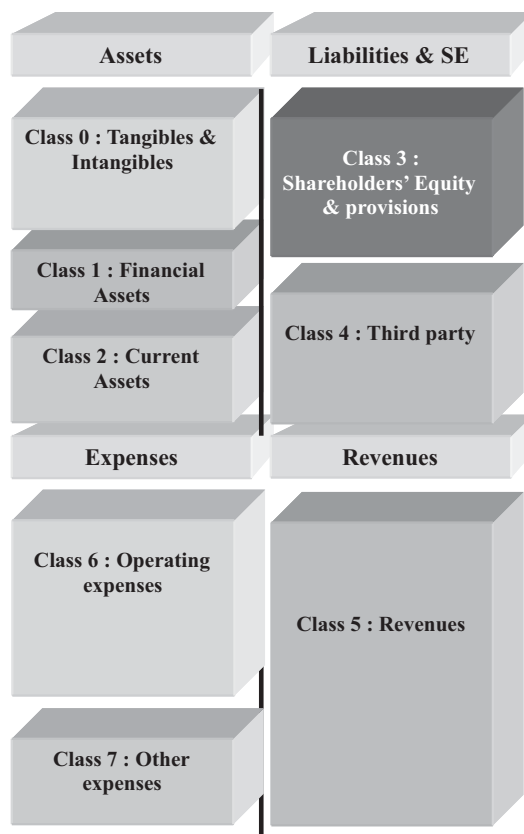 Assets
Liabilities & SE
Class 0 : Tangibles &
Intangibles
Class 3 :
Shareholders’ Equity
& provisions
Class 1 : Financial
Assets
Class 4 : Third party
Class 2 : Current
Assets
Expenses
Revenues
Class 6 : Operating
expenses
Class 5 : Revenues
Class 7 : Other
expenses